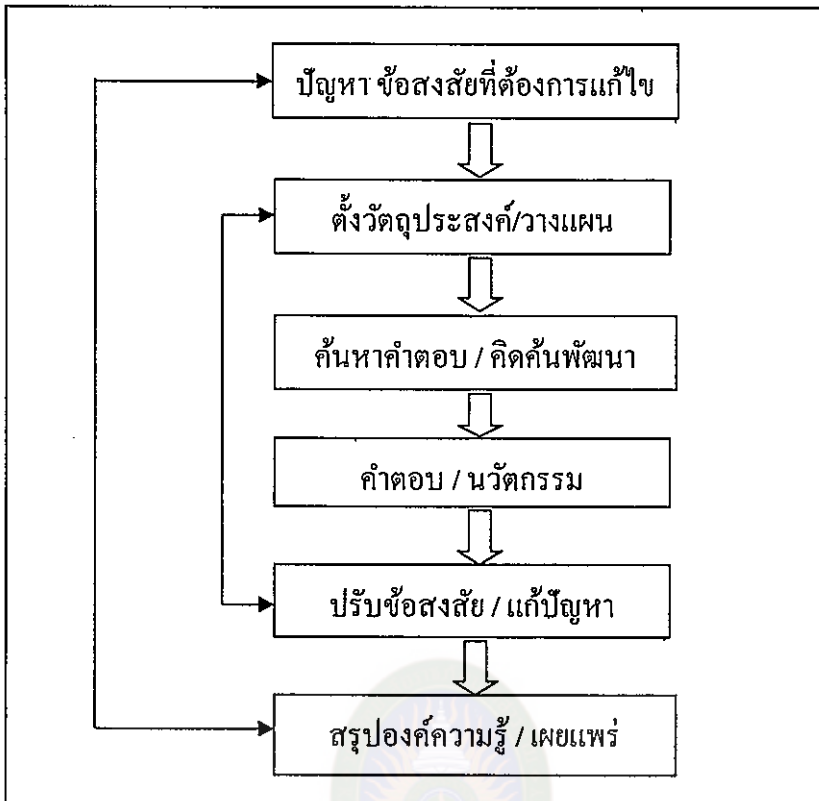 ปัญหา ข้อสงสัยที่ต้องการแก้ไข
ตั้งวัตถุประสงค์/วางแผน
ค้นหาคำตอบ / คิดค้นพัฒนา
คำตอบ / นวัตกรรม
ปรับข้อสงสัย / แก้ปัญหา
สรุปองค์ความรู้ / เผยแพร่